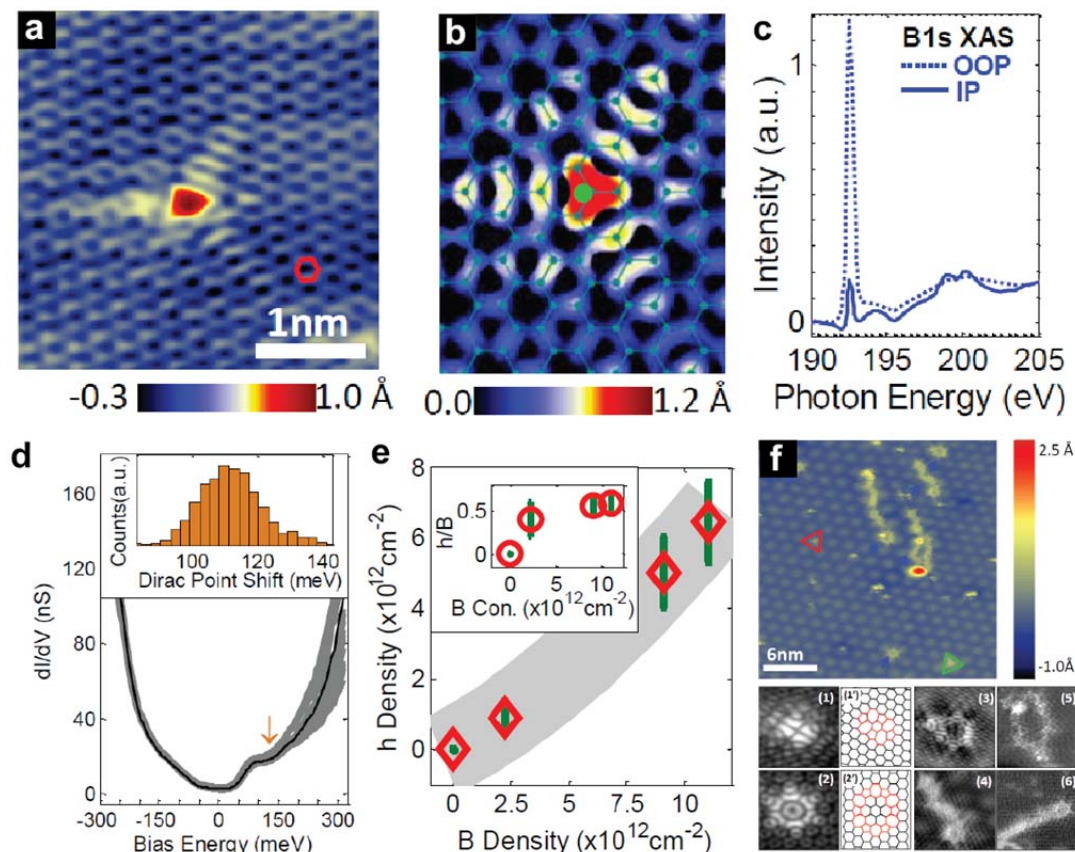 a
1nm
-0.3
1.0 Å
b
0.0
1.2 Å
c
B1s XAS
OOP
IP
Intensity (a.u.)
1
0
190 195 200 205
Photon Energy (eV)
d
160
120
80
40
0
dI/dV (nS)
Counts(a.u.)
100 120 140
Dirac Point Shift (meV)
-300 -150 0 150 300
Bias Energy (meV)
e
8
6
4
2
0
h Density (x10¹²cm⁻²)
0.5
0
h/B
0 5 10
B Con. (x10¹²cm⁻²)
0 2.5 5 7.5 10
B Density (x10¹²cm⁻²)
f
6nm
2.5 Å
-1.0Å
(1) (1') (3) (5)
(2) (2') (4) (6)